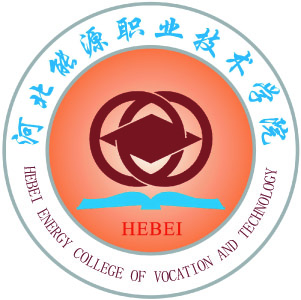 河北能源职业技术学院
HEBEI
HEBEI ENERGY COLLEGE OF VOCATION AND TECHNOLOGY